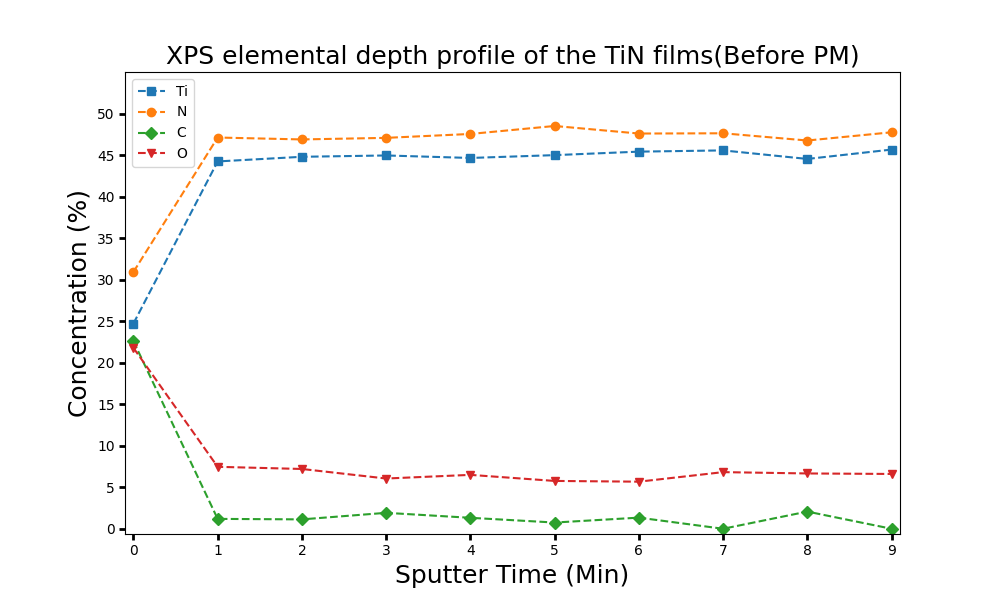 XPS elemental depth profile of the TiN films(Before PM)
Ti
N
C
O
50
45
40
35
30
25
20
15
10
5
0
Concentration (%)
0 1 2 3 4 5 6 7 8 9
Sputter Time (Min)